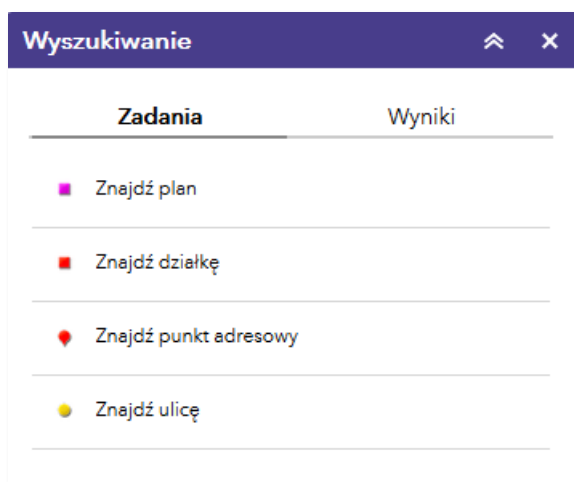 Wyszukiwanie
Zadania Wyniki
Znajdź plan
Znajdź działkę
Znajdź punkt adresowy
Znajdź ulicę